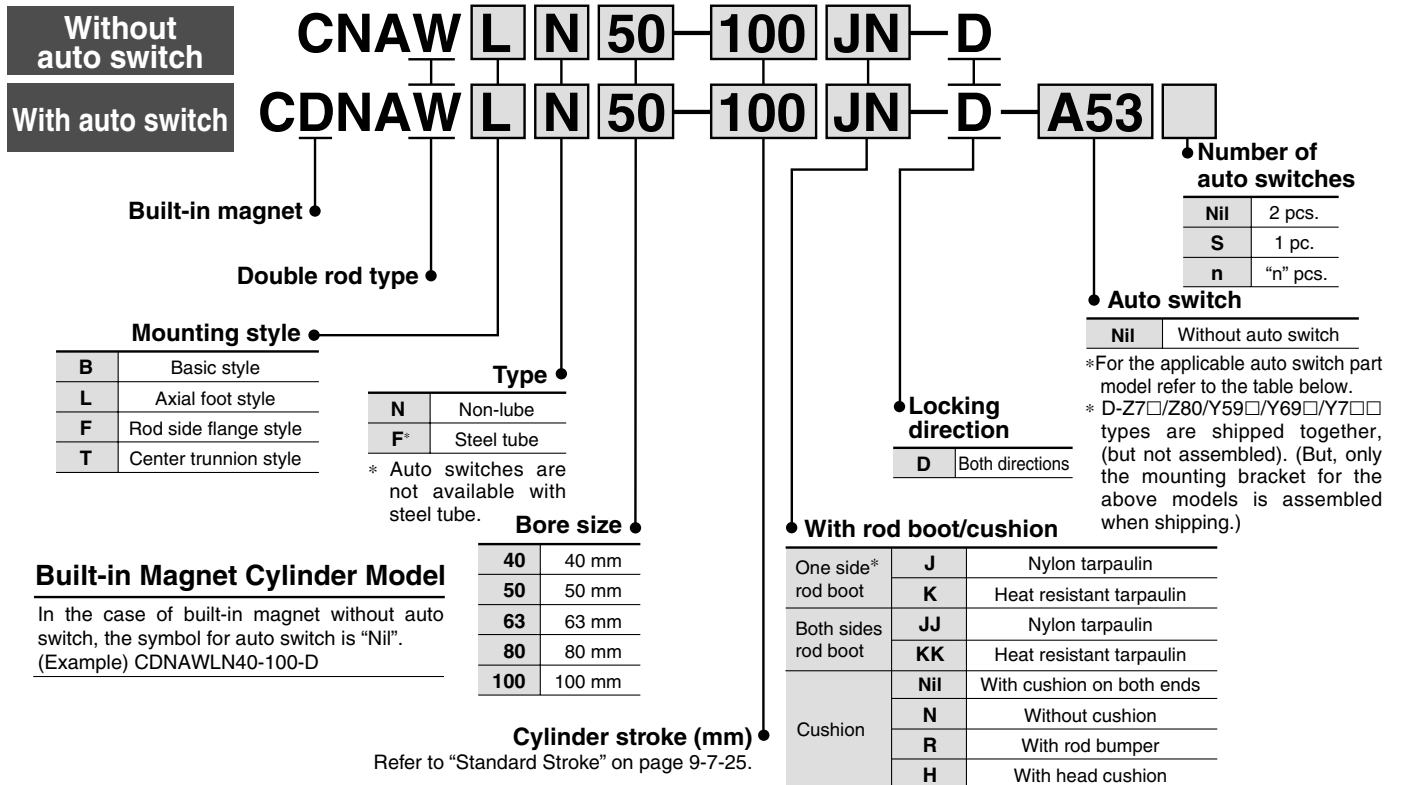 Without
auto switch
CNAW L N 50 — 100 JN — D
With auto switch
CDNAW L N 50 — 100 JN — D — A53
Number of
auto switches
Nil 2 pcs.
S 1 pc.
n “n” pcs.
Built-in magnet
Double rod type
Mounting style
B Basic style
L Axial foot style
F Rod side flange style
T Center trunnion style
Type
N Non-lube
F* Steel tube
* Auto switches are
not available with
steel tube.
Bore size
40 40 mm
50 50 mm
63 63 mm
80 80 mm
100 100 mm
Built-in Magnet Cylinder Model
In the case of built-in magnet without auto
switch, the symbol for auto switch is “Nil”.
(Example) CDNAWLN40-100-D
Cylinder stroke (mm)
Refer to “Standard Stroke” on page 9-7-25.
Locking
direction
D Both directions
Auto switch
Nil Without auto switch
*For the applicable auto switch part
model refer to the table below.
* D-Z7□/Z80/Y59□/Y69□/Y7□□
types are shipped together,
(but not assembled). (But, only
the mounting bracket for the
above models is assembled
when shipping.)
With rod boot/cushion
One side*
rod boot
J Nylon tarpaulin
K Heat resistant tarpaulin
Both sides
rod boot
JJ Nylon tarpaulin
KK Heat resistant tarpaulin
Cushion
Nil With cushion on both ends
N Without cushion
R With rod bumper
H With head cushion